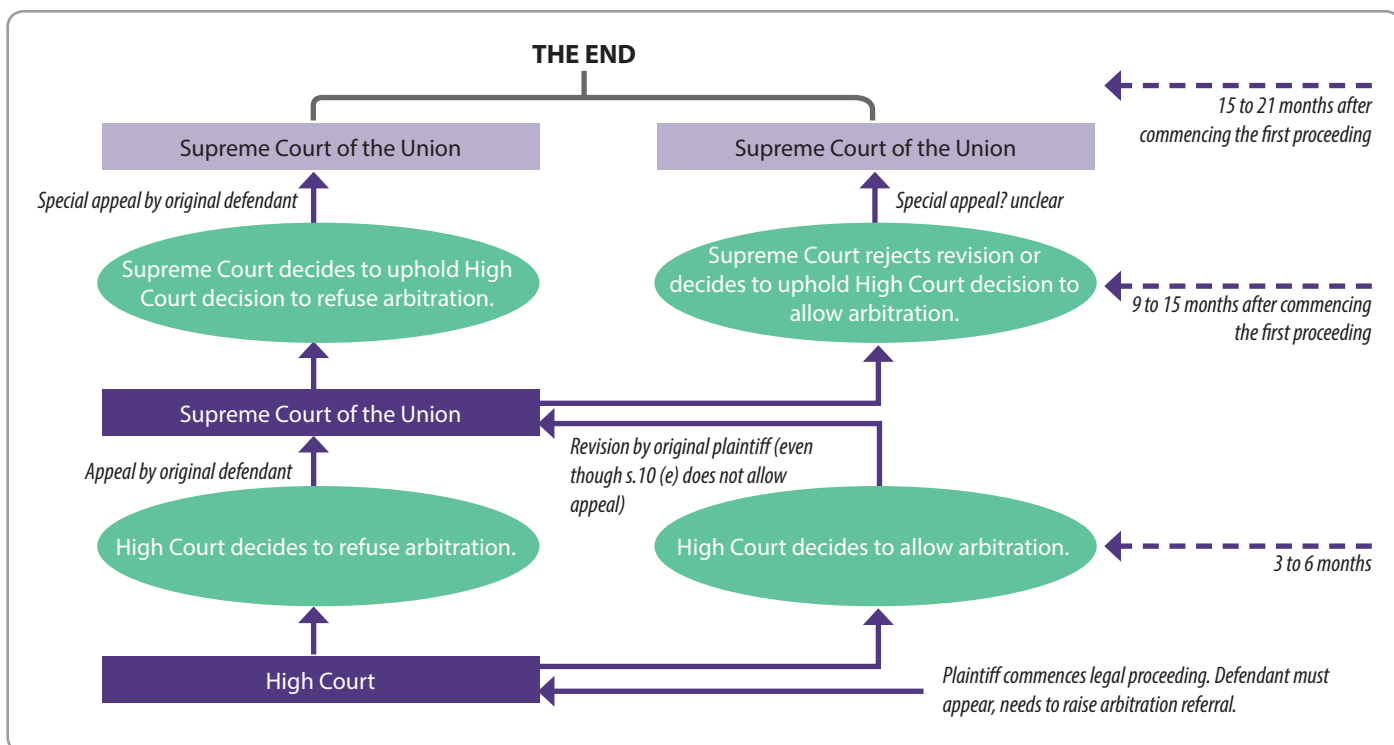 THE END
15 to 21 months after
commencing the first proceeding
Supreme Court of the Union
Supreme Court of the Union
Special appeal by original defendant
Special appeal? unclear
Supreme Court decides to uphold High
Court decision to refuse arbitration.
Supreme Court rejects revision or
decides to uphold High Court decision to
allow arbitration.
9 to 15 months after commencing
the first proceeding
Supreme Court of the Union
Appeal by original defendant
Revision by original plaintiff (even
though s.10 (e) does not allow
appeal)
High Court decides to refuse arbitration.
High Court decides to allow arbitration.
3 to 6 months
High Court
Plaintiff commences legal proceeding. Defendant must
appear, needs to raise arbitration referral.